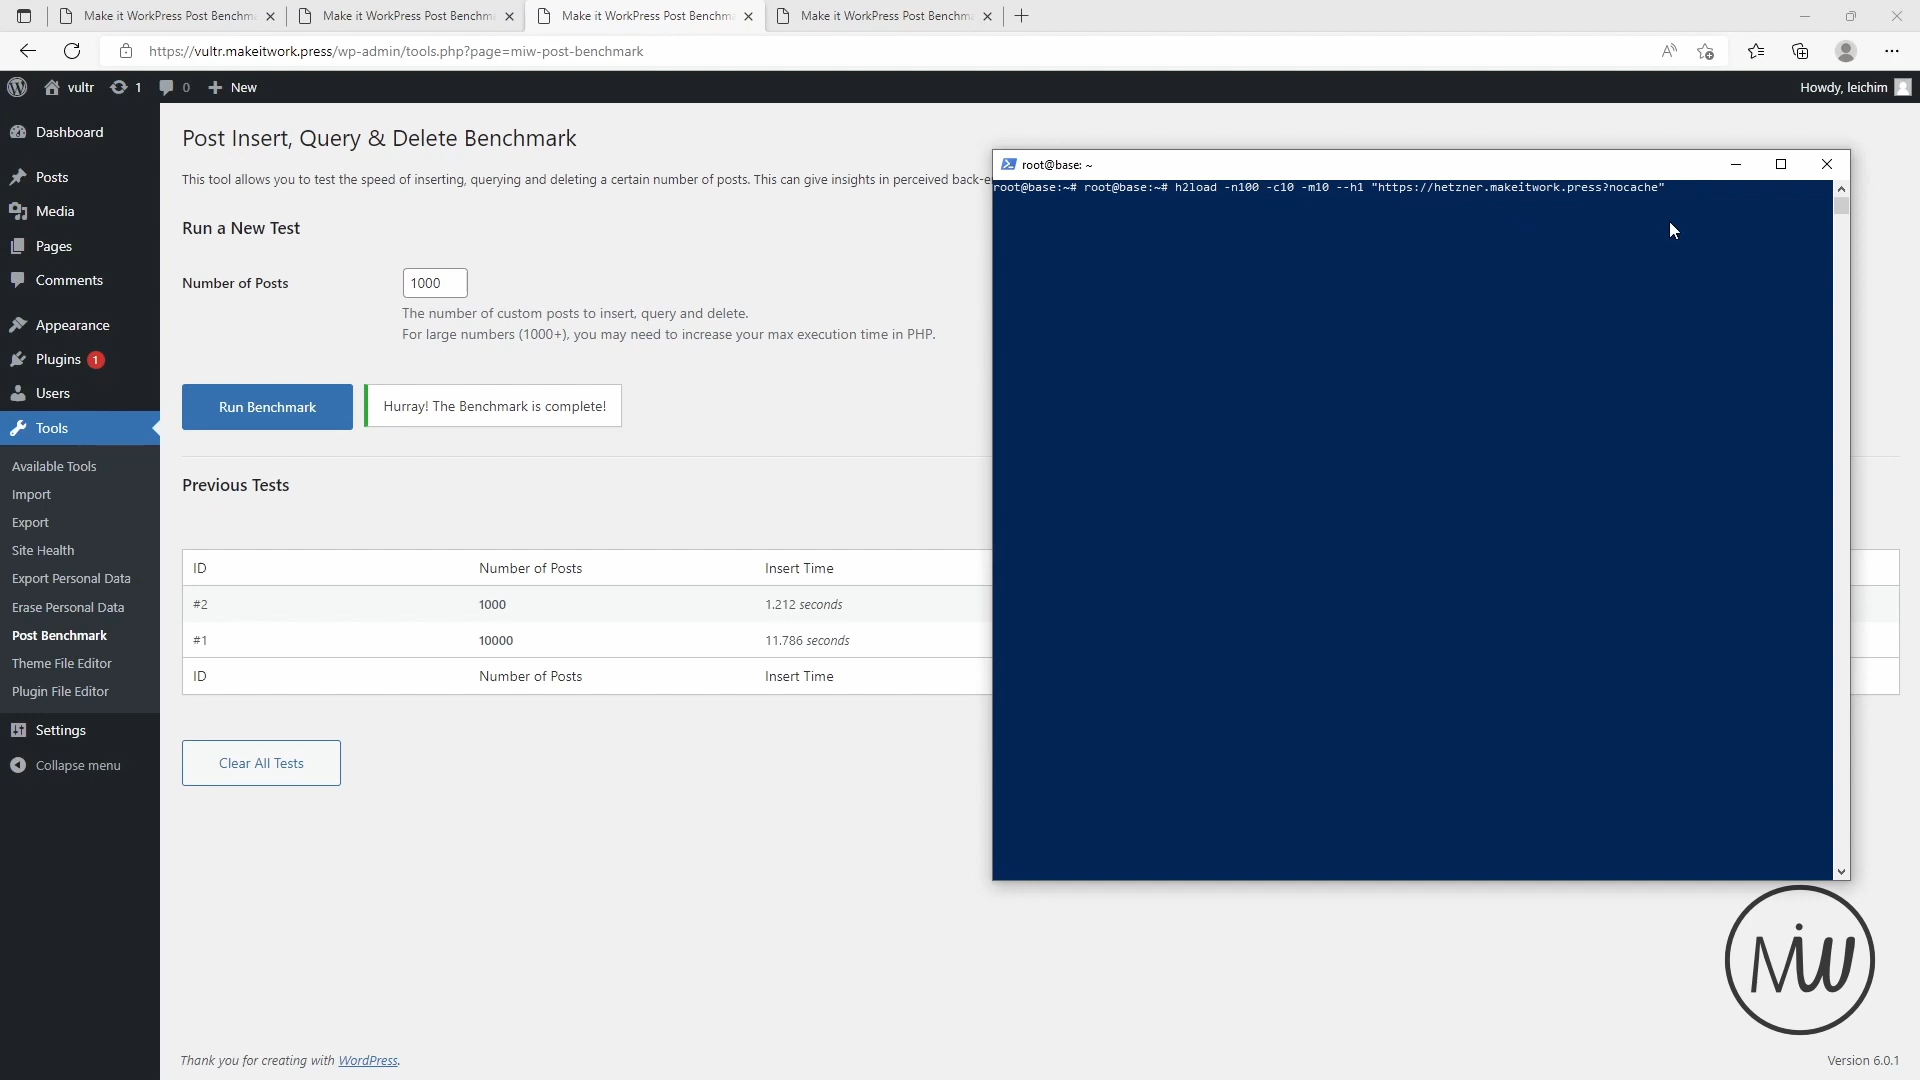 Make it WorkPress Post Benchm
Make it WorkPress Post Benchm
Make it WorkPress Post Benchm
Make it WorkPress Post Benchm
https://vultr.makeitwork.press/wp-admin/tools.php?page=miw-post-benchmark
vultr 1 0 New
Howdy, leichim
Dashboard
Posts
Media
Pages
Comments
Appearance
Plugins 1
Users
Tools
Available Tools
Import
Export
Site Health
Export Personal Data
Erase Personal Data
Post Benchmark
Theme File Editor
Plugin File Editor
Settings
Collapse menu
Post Insert, Query & Delete Benchmark
This tool allows you to test the speed of inserting, querying and deleting a certain number of posts. This can give insights in perceived back-e
Run a New Test
Number of Posts
1000
The number of custom posts to insert, query and delete.
For large numbers (1000+), you may need to increase your max execution time in PHP.
Run Benchmark
Hurray! The Benchmark is complete!
Previous Tests
ID Number of Posts Insert Time
#2 1000 1.212 seconds
#1 10000 11.786 seconds
ID Number of Posts Insert Time
Clear All Tests
root@base: ~
root@base:~# root@base:~# h2load -n100 -c10 -m10 --h1 "https://hetzner.makeitwork.press?nocache"
MiW
Thank you for creating with WordPress.
Version 6.0.1